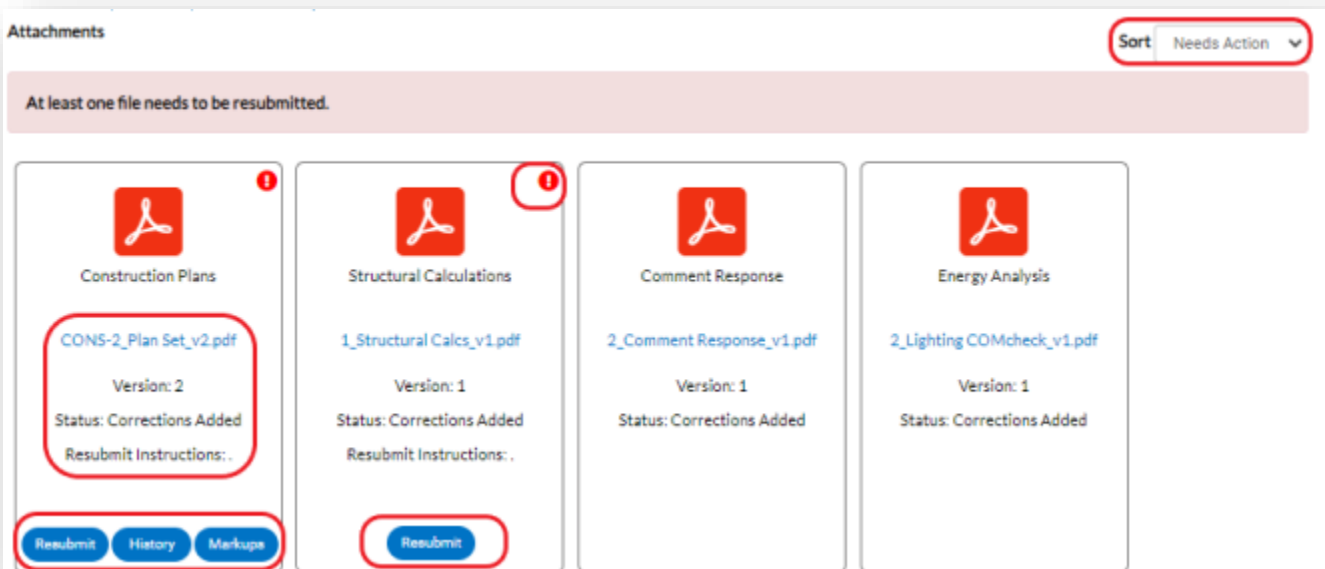 Attachments
Sort Needs Action
At least one file needs to be resubmitted.
Construction Plans
CONS-2_Plan Set_v2.pdf
Version: 2
Status: Corrections Added
Resubmit Instructions: .
Resubmit History Markups
Structural Calculations
1_Structural Calcs_v1.pdf
Version: 1
Status: Corrections Added
Resubmit Instructions: .
Resubmit
Comment Response
2_Comment Response_v1.pdf
Version: 1
Status: Corrections Added
Energy Analysis
2_Lighting COMcheck_v1.pdf
Version: 1
Status: Corrections Added